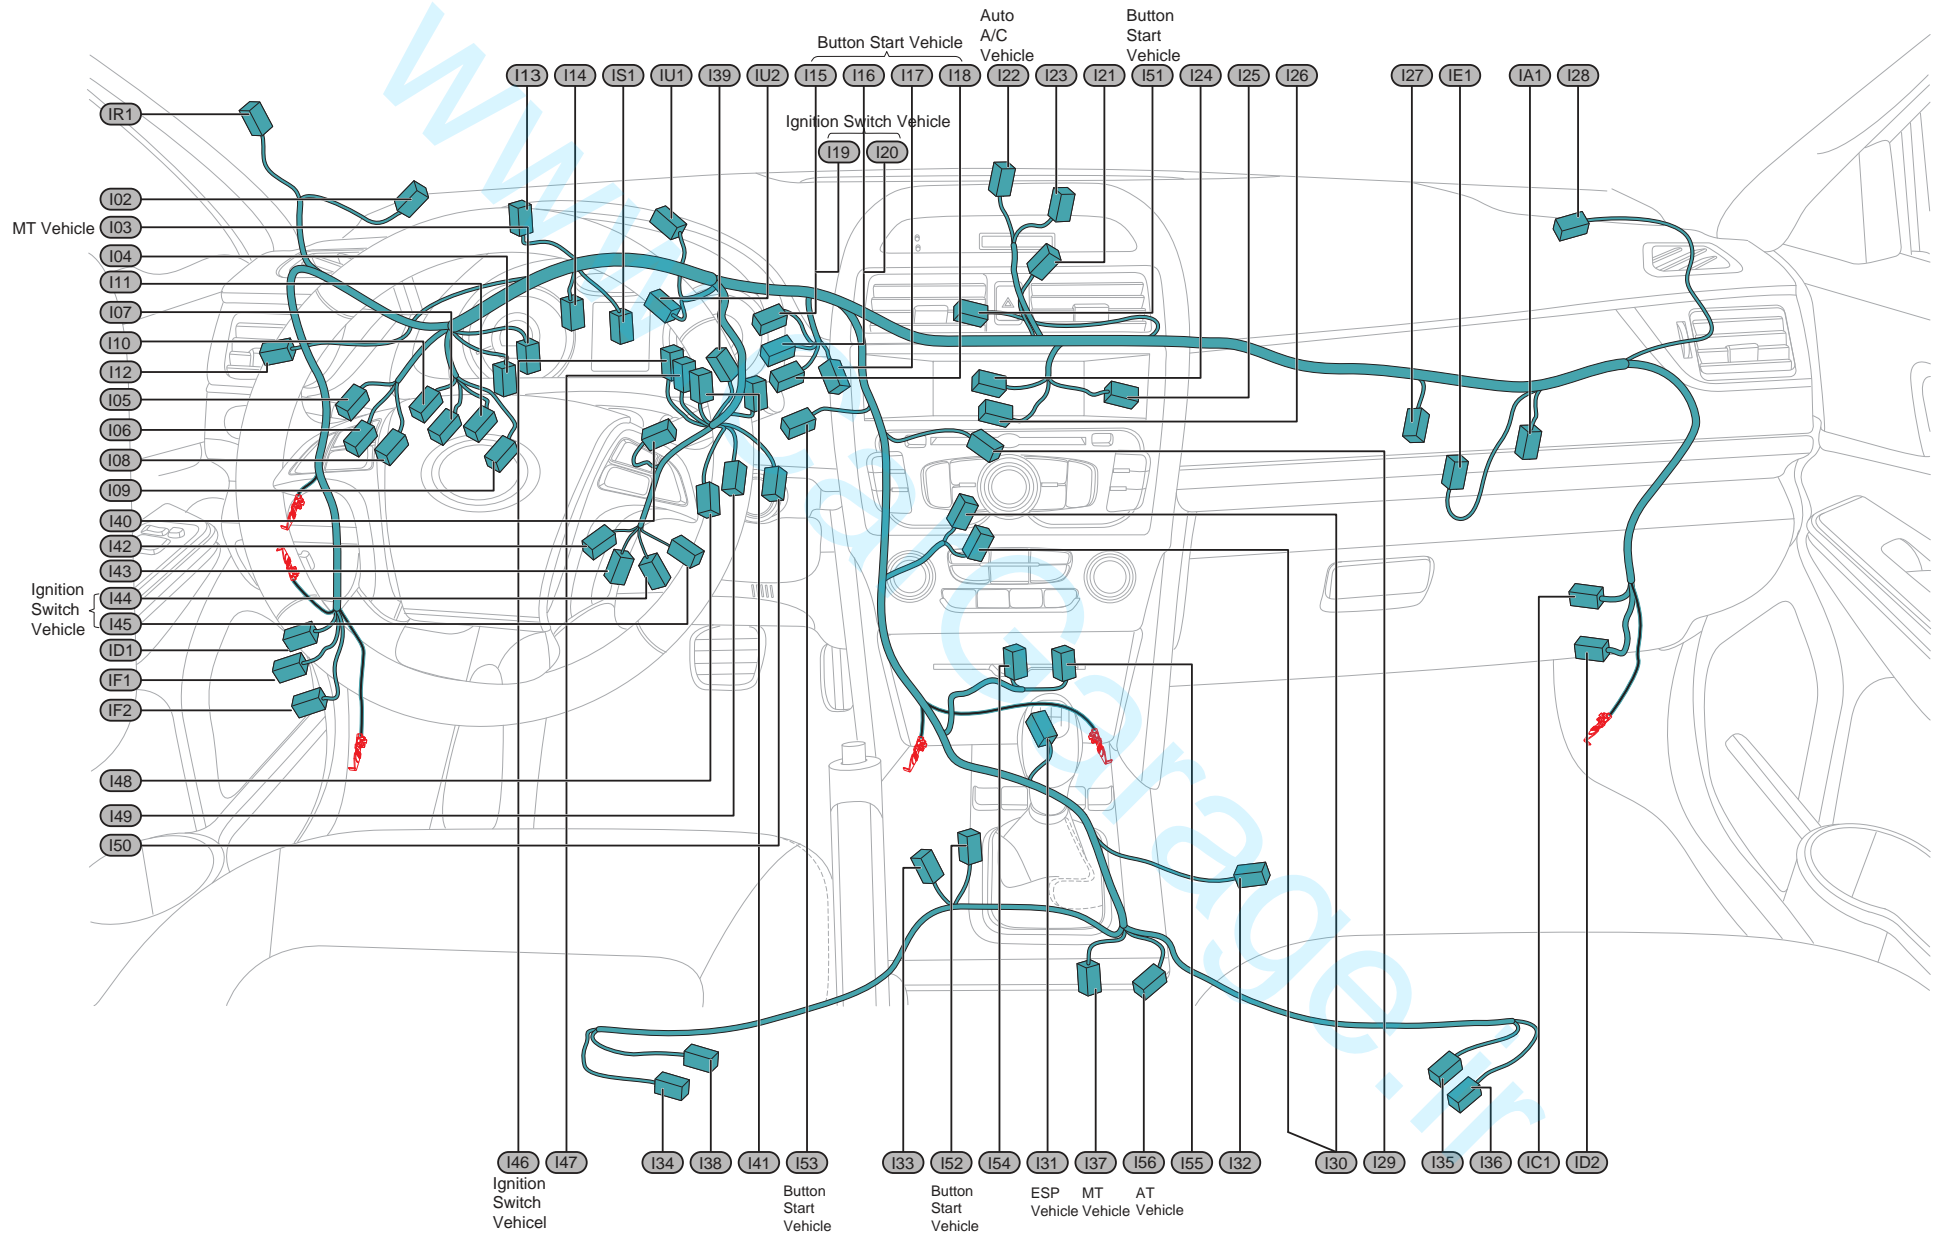 Auto
A/C
Vehicle
Button
Start
Vehicle
Button Start Vehicle
I13 I14 IS1 IU1 I39 IU2 I15 I16 I17 I18 I22 I23 I21 I51 I24 I25 I26 I27 IE1 IA1 I28
IR1
Ignition Switch Vehicle
I19 I20
I02
MT Vehicle I03
I04
I11
I07
I10
I12
I05
I06
I08
I09
I40
I42
I43
Ignition
Switch
Vehicle
I44
I45
ID1
IF1
IF2
I48
I49
I50
I46 I47 I34 I38 I41 I53 I33 I52 I54 I31 I37 I56 I55 I32 I30 I29 I35 I36 IC1 ID2
Ignition
Switch
Vehicel
Button
Start
Vehicle
Button
Start
Vehicle
ESP
Vehicle
MT
Vehicle
AT
Vehicle